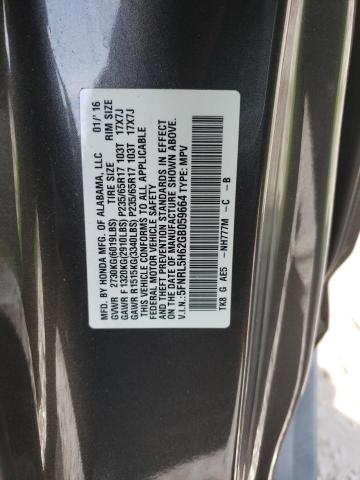 MFD. BY HONDA MFG. OF ALABAMA, LLC 01/'16
GVWR 2730KG(6019LBS) TIRE SIZE RIM SIZE
GAWR F 1320KG(2910LBS) P235/65R17 103T 17X7J
GAWR R1515KG(3340LBS) P235/65R17 103T 17X7J
THIS VEHICLE CONFORMS TO ALL APPLICABLE
FEDERAL MOTOR VEHICLE SAFETY
AND THEFT PREVENTION STANDARDS IN EFFECT
ON THE DATE OF MANUFACTURE SHOWN ABOVE.
V.I.N.:5FNRL5H62GB059664 TYPE: MPV
TK8 G AE5 -NH777M -C -B